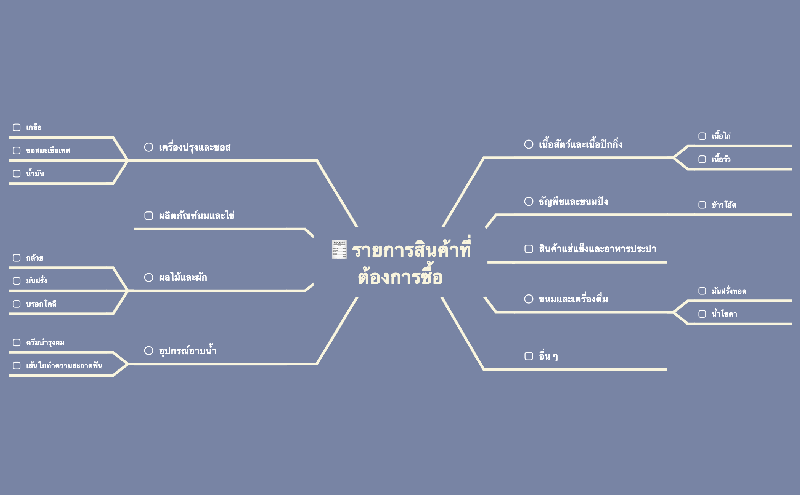 รายการสินค้าที่
ต้องการซื้อ
เครื่องปรุงและซอส
เกลือ
ซอสมะเขือเทศ
น้ำมัน
ผลิตภัณฑ์นมและไข่
ผลไม้และผัก
กล้วย
มันฝรั่ง
บรอกโคลี
อุปกรณ์อาบน้ำ
ครีมบำรุงผม
เส้นใยทำความสะอาดฟัน
เนื้อสัตว์และเนื้อปีกกิ่ง
เนื้อไก่
เนื้อวัว
ธัญพืชและขนมปัง
ข้าวโอ๊ต
สินค้าแช่แข็งและอาหารประปา
ขนมและเครื่องดื่ม
มันฝรั่งทอด
น้ำโซดา
อื่น ๆ